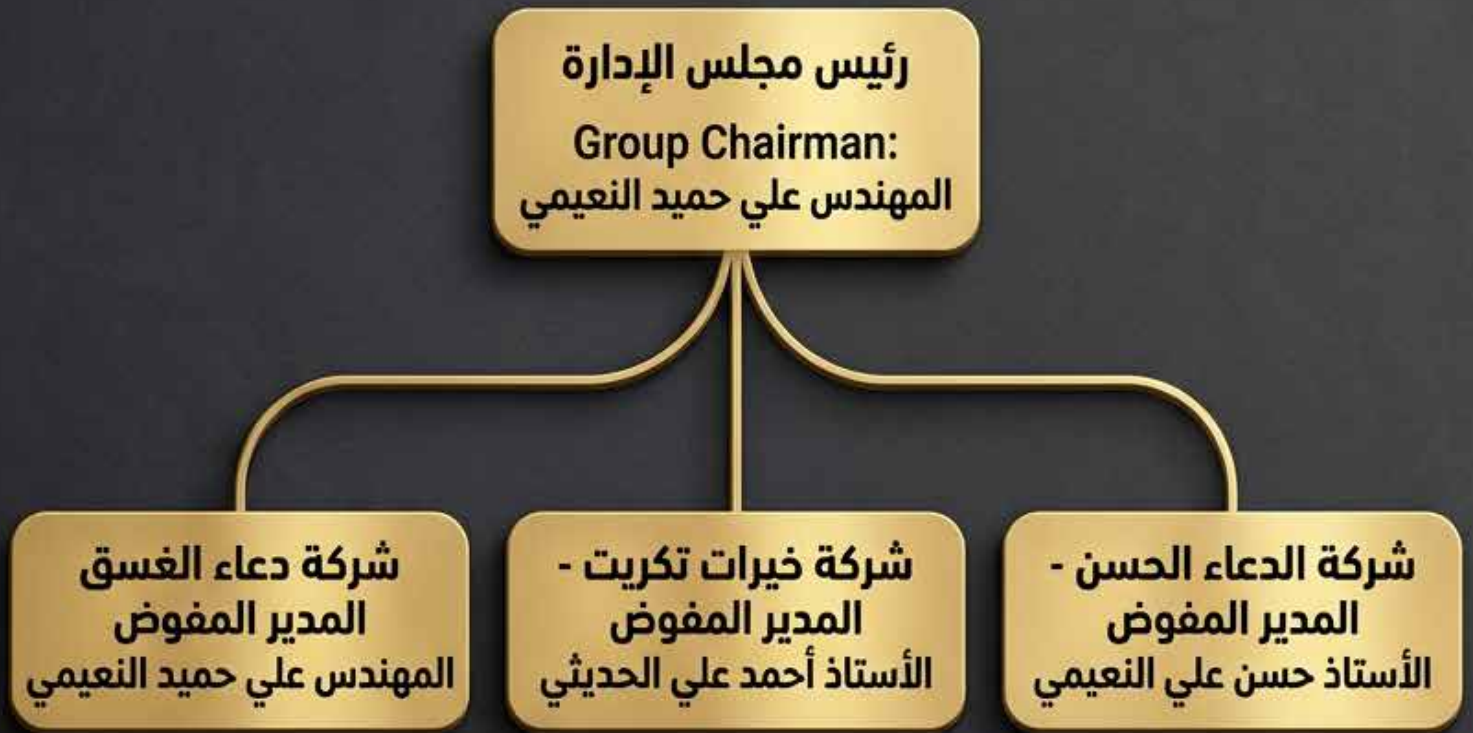 رئيس مجلس الإدارة
Group Chairman:
المهندس علي حميد النعيمي
شركة الدعاء الحسن -
المدير المفوض
الأستاذ حسن علي النعيمي
شركة خيرات تكريت -
المدير المفوض
الأستاذ أحمد علي الحديثي
شركة دعاء الغسق
المدير المفوض
المهندس علي حميد النعيمي